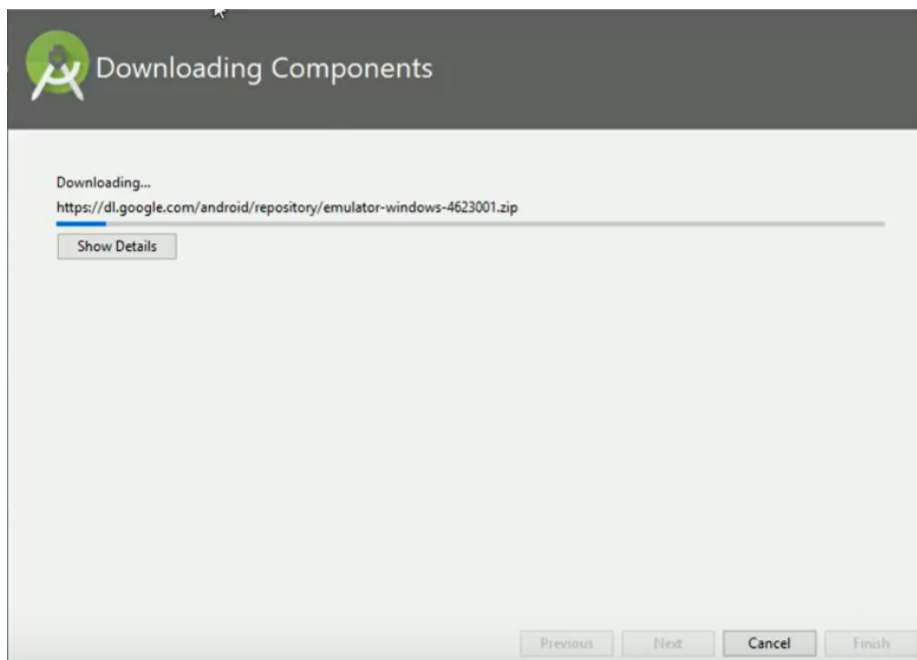 Downloading Components
Downloading...
https://dl.google.com/android/repository/emulator-windows-4623001.zip
Show Details
Previous Next Cancel Finish